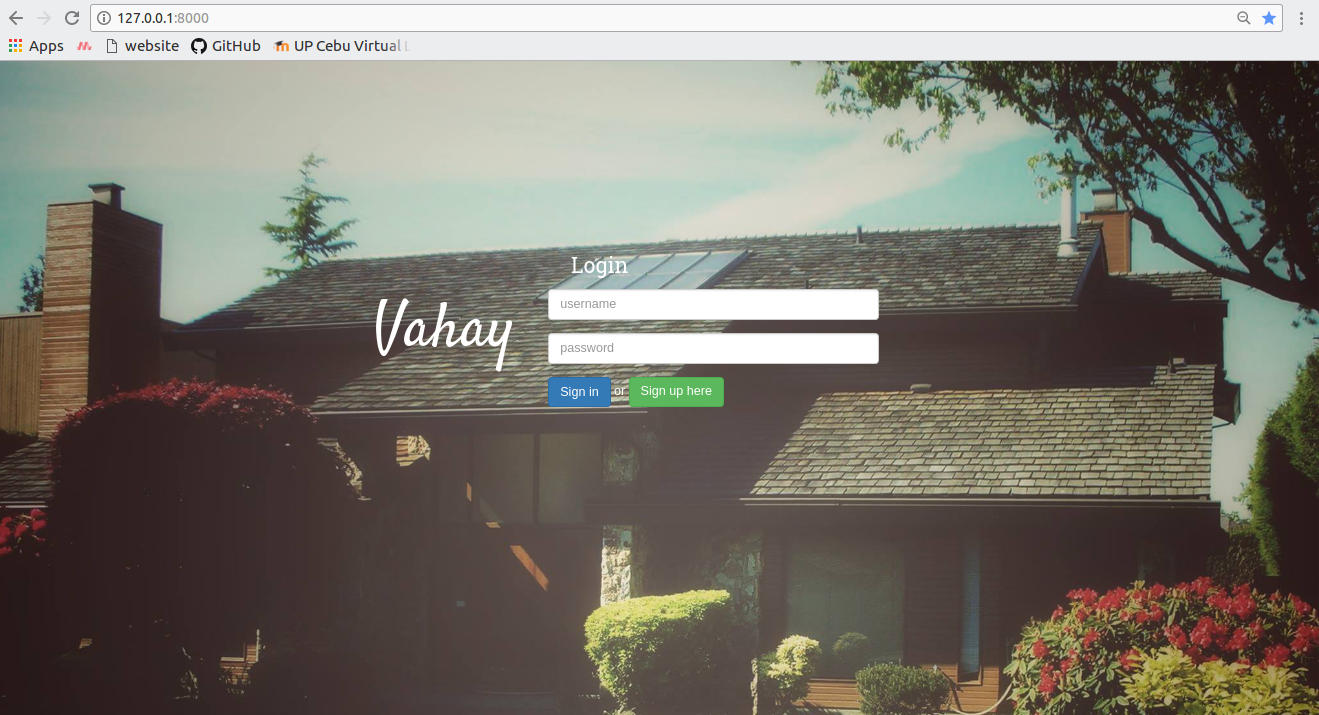 127.0.0.1:8000
Apps
website
GitHub
UP Cebu Virtual
Login
Vahay
username
password
Sign in or Sign up here